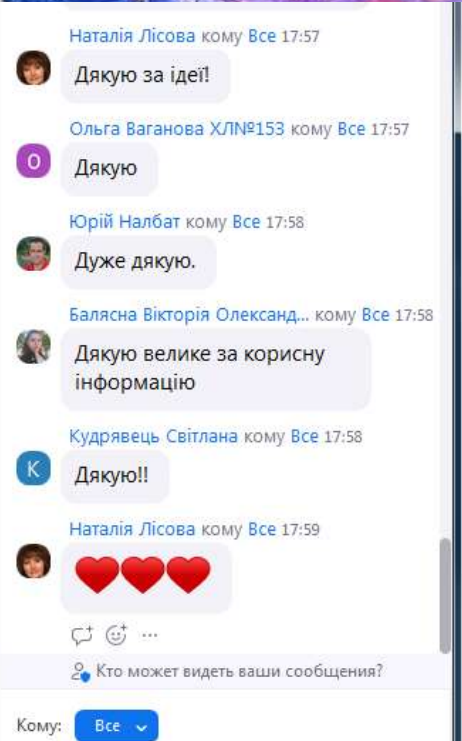 Наталія Лісова кому Все 17:57
Дякую за ідеї!
Ольга Ваганова ХЛ№153 кому Все 17:57
О
Дякую
Юрій Налбат кому Все 17:58
Дуже дякую.
Балясна Вікторія Олександ... кому Все 17:58
Дякую велике за корисну
інформацію
Кудрявець Світлана кому Все 17:58
К
Дякую!!
Наталія Лісова кому Все 17:59
Кто может видеть ваши сообщения?
Кому: Все